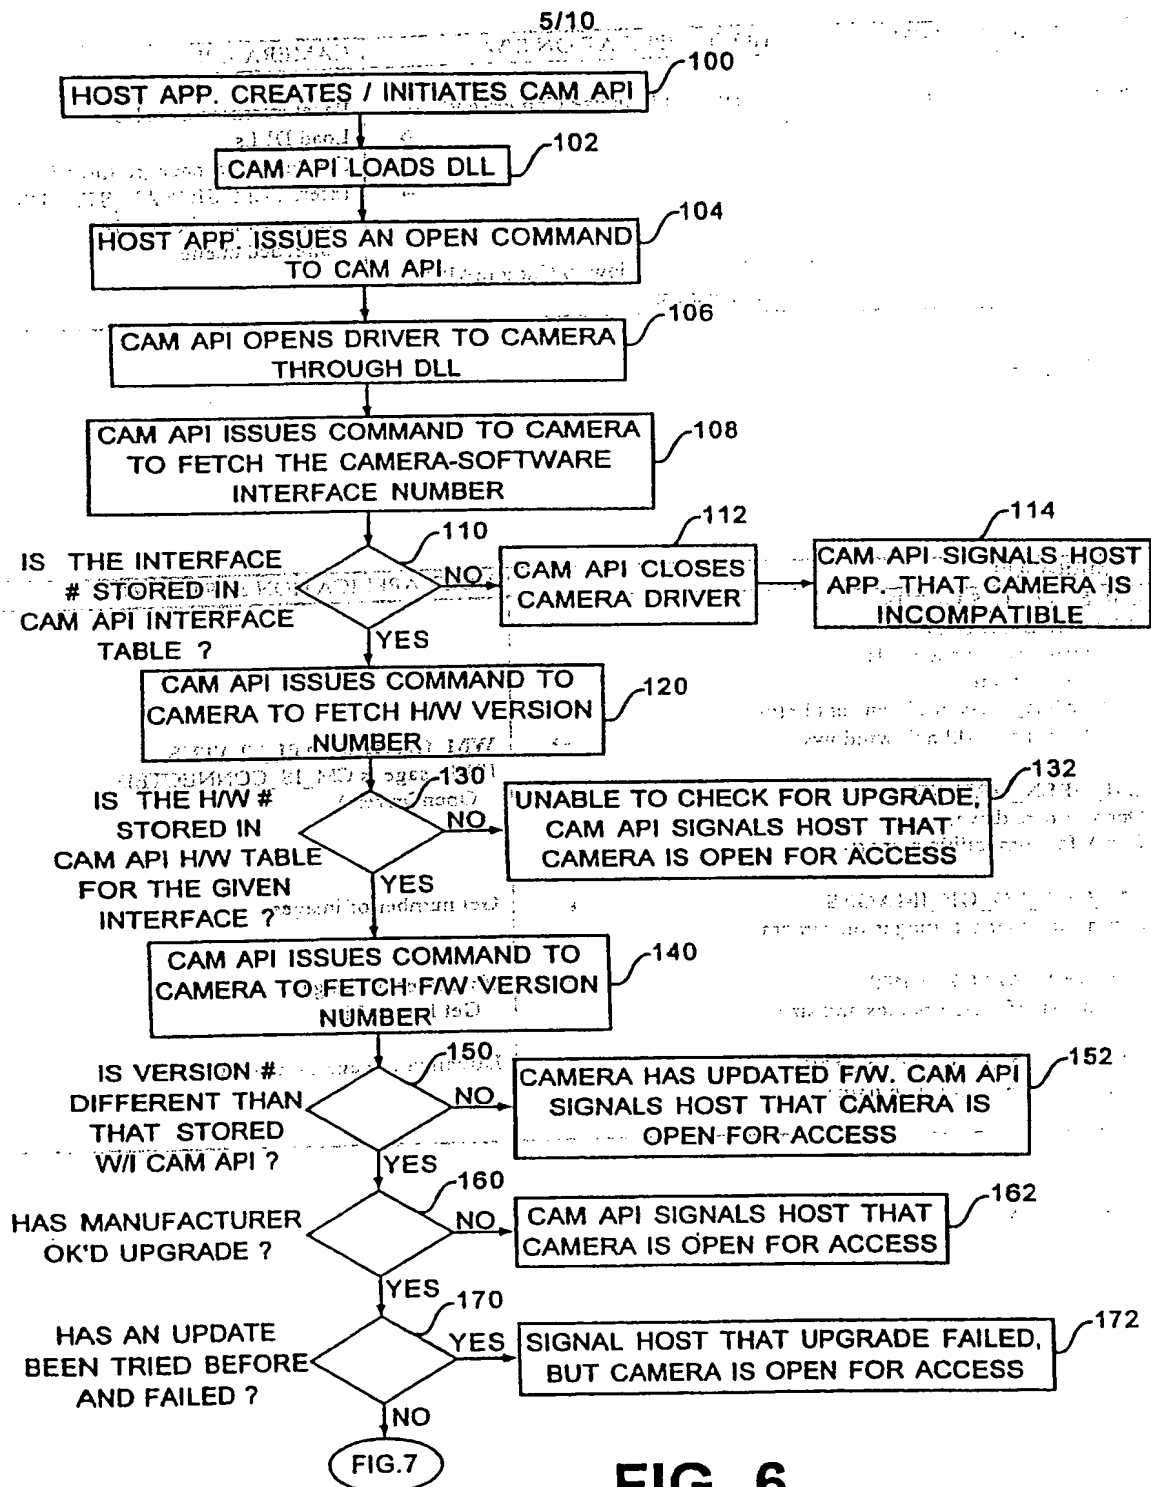 5/10
HOST APP. CREATES / INITIATES CAM API
100
CAM API LOADS DLL
102
HOST APP. ISSUES AN OPEN COMMAND
TO CAM API
104
CAM API OPENS DRIVER TO CAMERA
THROUGH DLL
106
CAM API ISSUES COMMAND TO CAMERA
TO FETCH THE CAMERA-SOFTWARE
INTERFACE NUMBER
108
IS THE INTERFACE
# STORED IN
CAM API INTERFACE
TABLE ?
110
NO
YES
CAM API CLOSES
CAMERA DRIVER
112
CAM API SIGNALS HOST
APP. THAT CAMERA IS
INCOMPATIBLE
114
CAM API ISSUES COMMAND TO
CAMERA TO FETCH H/W VERSION
NUMBER
120
IS THE H/W #
STORED IN
CAM API H/W TABLE
FOR THE GIVEN
INTERFACE ?
130
NO
YES
UNABLE TO CHECK FOR UPGRADE,
CAM API SIGNALS HOST THAT
CAMERA IS OPEN FOR ACCESS
132
CAM API ISSUES COMMAND TO
CAMERA TO FETCH F/W VERSION
NUMBER
140
IS VERSION #
DIFFERENT THAN
THAT STORED
W/I CAM API ?
150
NO
YES
CAMERA HAS UPDATED F/W. CAM API
SIGNALS HOST THAT CAMERA IS
OPEN FOR ACCESS
152
HAS MANUFACTURER
OK'D UPGRADE ?
160
NO
YES
CAM API SIGNALS HOST THAT
CAMERA IS OPEN FOR ACCESS
162
HAS AN UPDATE
BEEN TRIED BEFORE
AND FAILED ?
170
YES
NO
SIGNAL HOST THAT UPGRADE FAILED,
BUT CAMERA IS OPEN FOR ACCESS
172
FIG.7
FIG. 6